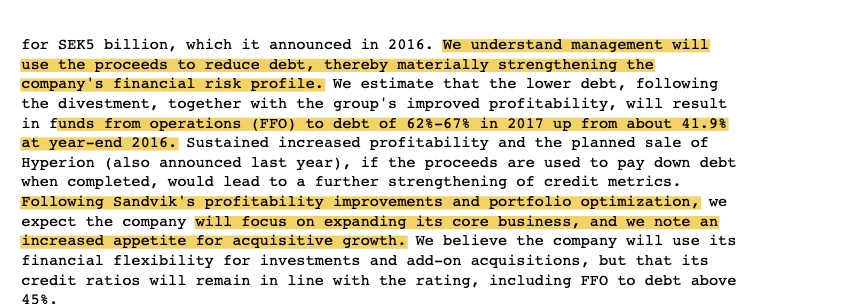 for SEK5 billion, which it announced in 2016. We understand management will
use the proceeds to reduce debt, thereby materially strengthening the
company's financial risk profile. We estimate that the lower debt, following
the divestment, together with the group's improved profitability, will result
in funds from operations (FFO) to debt of 62%-67% in 2017 up from about 41.9%
at year-end 2016. Sustained increased profitability and the planned sale of
Hyperion (also announced last year), if the proceeds are used to pay down debt
when completed, would lead to a further strengthening of credit metrics.
Following Sandvik's profitability improvements and portfolio optimization, we
expect the company will focus on expanding its core business, and we note an
increased appetite for acquisitive growth. We believe the company will use its
financial flexibility for investments and add-on acquisitions, but that its
credit ratios will remain in line with the rating, including FFO to debt above
45%.